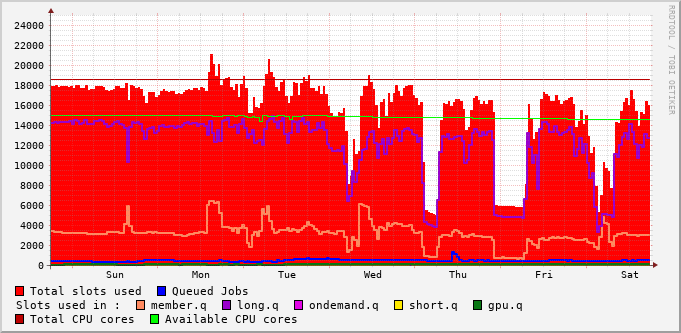 RRDTOOL / TOBI OETIKER
24000
22000
20000
18000
16000
14000
12000
10000
8000
6000
4000
2000
0
Sun Mon Tue Wed Thu Fri Sat
Total slots used Queued Jobs
Slots used in : member.q long.q ondemand.q short.q gpu.q
Total CPU cores Available CPU cores